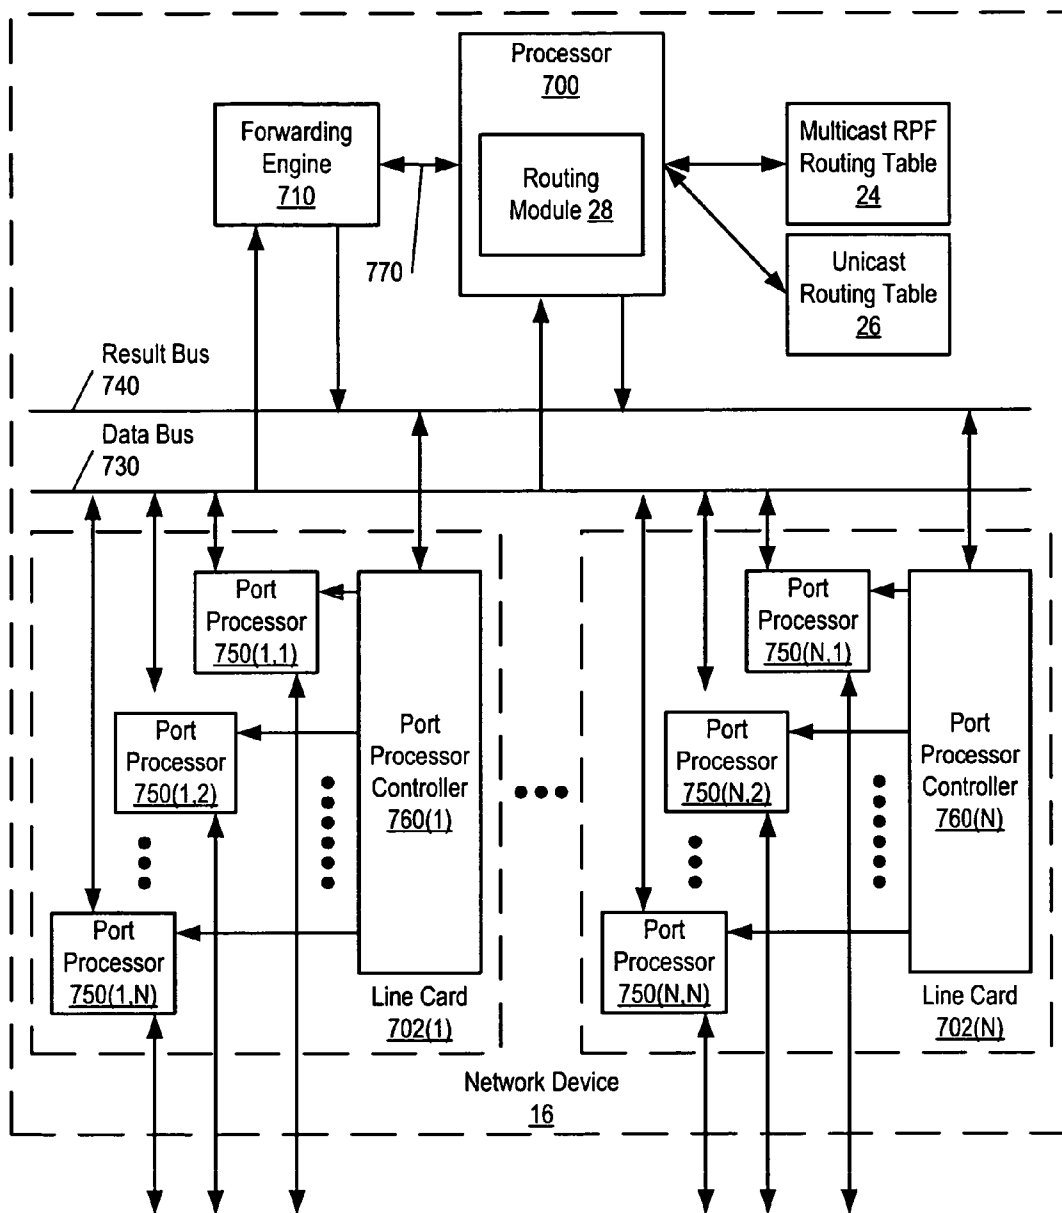 Processor
700
Forwarding
Engine
710
Routing
Module 28
Multicast RPF
Routing Table
24
770
Unicast
Routing Table
26
Result Bus
740
Data Bus
730
Port
Processor
750(1,1)
Port
Processor
750(1,2)
Port
Processor
750(1,N)
Port
Processor
Controller
760(1)
Line Card
702(1)
Port
Processor
750(N,1)
Port
Processor
750(N,2)
Port
Processor
750(N,N)
Port
Processor
Controller
760(N)
Line Card
702(N)
Network Device
16